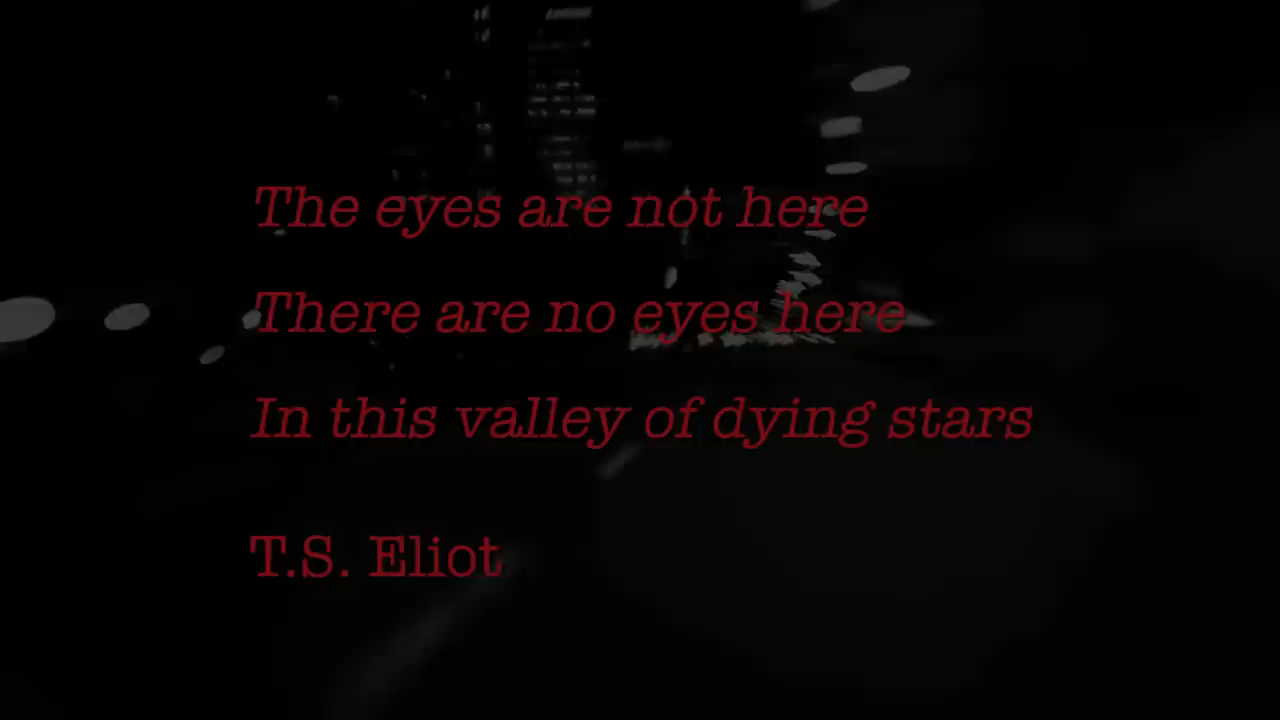 The eyes are not here
There are no eyes here
In this valley of dying stars
T.S. Eliot